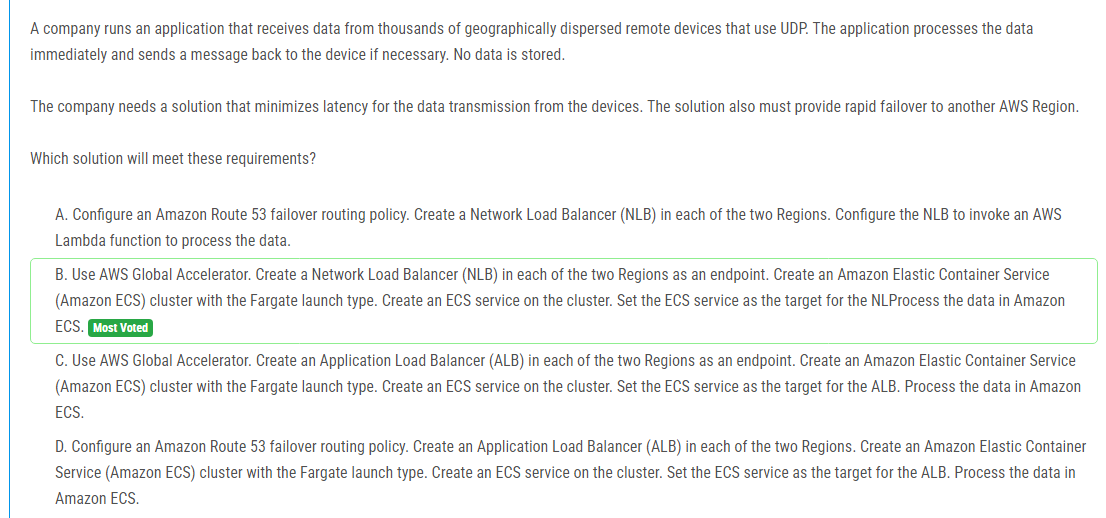 A company runs an application that receives data from thousands of geographically dispersed remote devices that use UDP. The application processes the data
immediately and sends a message back to the device if necessary. No data is stored.
The company needs a solution that minimizes latency for the data transmission from the devices. The solution also must provide rapid failover to another AWS Region.
Which solution will meet these requirements?
A. Configure an Amazon Route 53 failover routing policy. Create a Network Load Balancer (NLB) in each of the two Regions. Configure the NLB to invoke an AWS
Lambda function to process the data.
B. Use AWS Global Accelerator. Create a Network Load Balancer (NLB) in each of the two Regions as an endpoint. Create an Amazon Elastic Container Service
(Amazon ECS) cluster with the Fargate launch type. Create an ECS service on the cluster. Set the ECS service as the target for the NLProcess the data in Amazon
ECS. Most Voted
C. Use AWS Global Accelerator. Create an Application Load Balancer (ALB) in each of the two Regions as an endpoint. Create an Amazon Elastic Container Service
(Amazon ECS) cluster with the Fargate launch type. Create an ECS service on the cluster. Set the ECS service as the target for the ALB. Process the data in Amazon
ECS.
D. Configure an Amazon Route 53 failover routing policy. Create an Application Load Balancer (ALB) in each of the two Regions. Create an Amazon Elastic Container
Service (Amazon ECS) cluster with the Fargate launch type. Create an ECS service on the cluster. Set the ECS service as the target for the ALB. Process the data in
Amazon ECS.